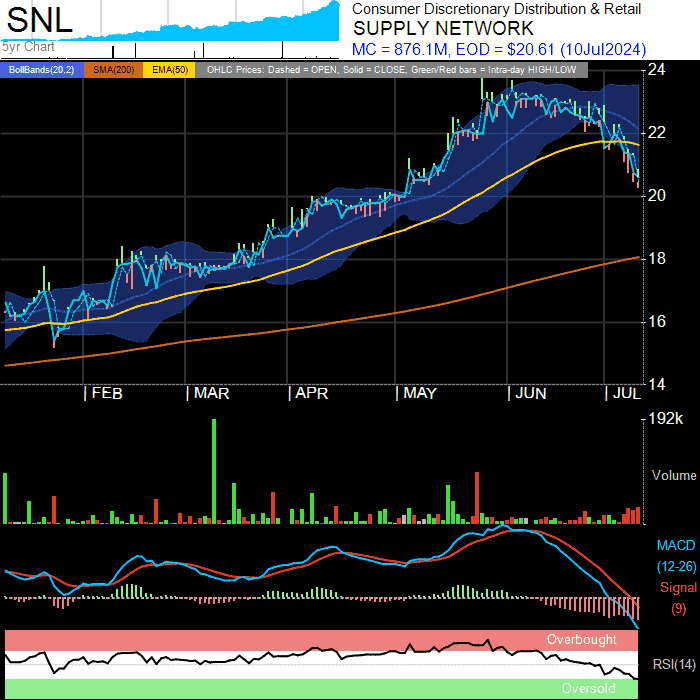 SNL
5yr Chart
Consumer Discretionary Distribution & Retail
SUPPLY NETWORK
MC = 876.1M, EOD = $20.61 (10Jul2024)
BollBands(20,2) SMA(200) EMA(50) OHLC Prices: Dashed = OPEN, Solid = CLOSE, Green/Red bars = Intra-day HIGH/LOW
24
22
20
18
16
14
| FEB | MAR | APR | MAY | JUN | JUL
192k
Volume
MACD
(12-26)
Signal
(9)
Overbought
RSI(14)
Oversold